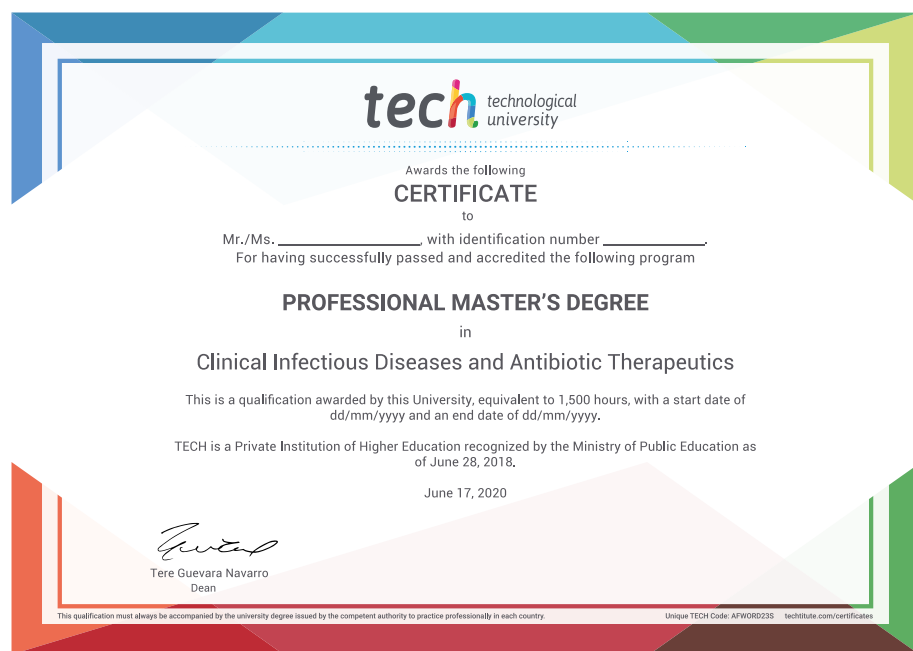 tech technological
university
Awards the following
CERTIFICATE
to
Mr./Ms. ____________________, with identification number ______________.
For having successfully passed and accredited the following program
PROFESSIONAL MASTER'S DEGREE
in
Clinical Infectious Diseases and Antibiotic Therapeutics
This is a qualification awarded by this University, equivalent to 1,500 hours, with a start date of
dd/mm/yyyy and an end date of dd/mm/yyyy.
TECH is a Private Institution of Higher Education recognized by the Ministry of Public Education as
of June 28, 2018.
June 17, 2020
Tere Guevara Navarro
Dean
This qualification must always be accompanied by the university degree issued by the competent authority to practice professionally in each country. Unique TECH Code: AFWORD23S techtitute.com/certificates